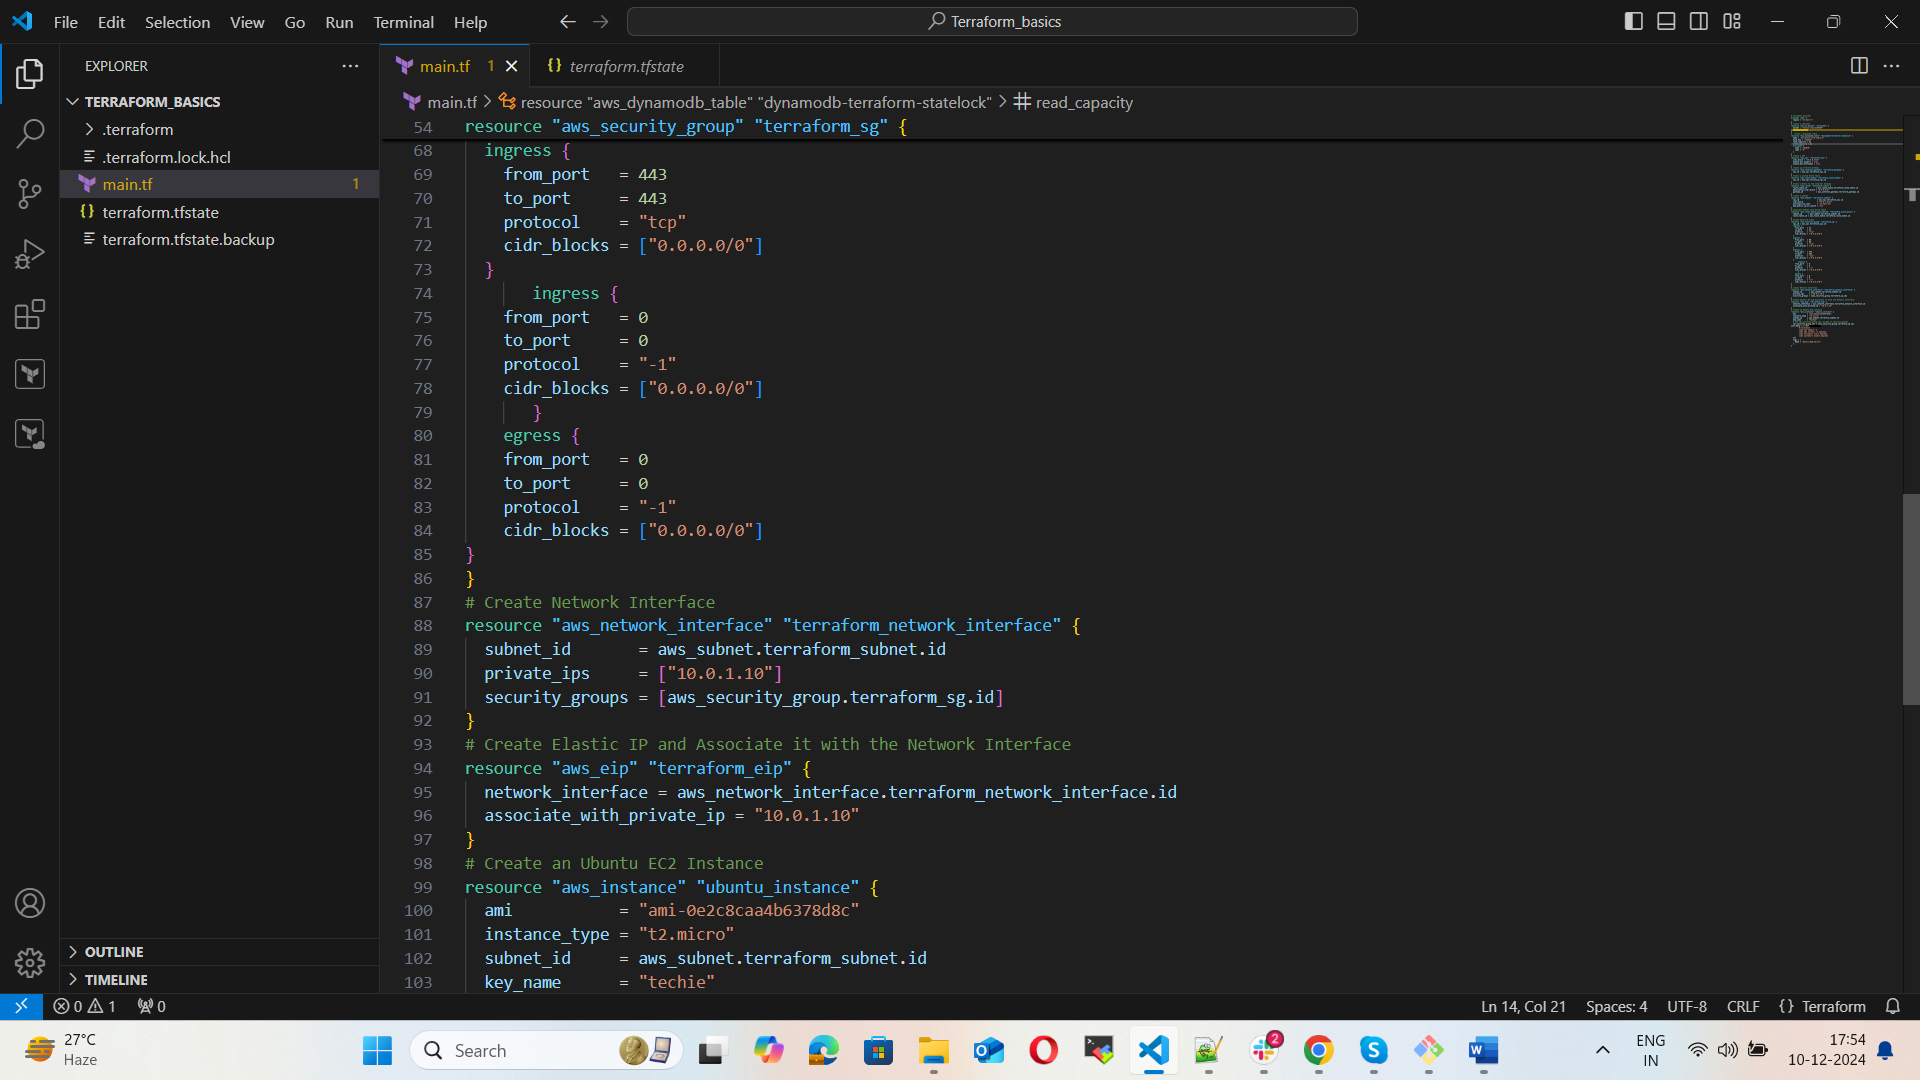 File Edit Selection View Go Run Terminal Help
Terraform_basics
EXPLORER
TERRAFORM_BASICS
.terraform
.terraform.lock.hcl
main.tf 1
terraform.tfstate
terraform.tfstate.backup
OUTLINE
TIMELINE
main.tf 1
terraform.tfstate
main.tf > resource "aws_dynamodb_table" "dynamodb-terraform-statelock" > read_capacity
54 resource "aws_security_group" "terraform_sg" {
68 ingress {
69 from_port = 443
70 to_port = 443
71 protocol = "tcp"
72 cidr_blocks = ["0.0.0.0/0"]
73 }
74 ingress {
75 from_port = 0
76 to_port = 0
77 protocol = "-1"
78 cidr_blocks = ["0.0.0.0/0"]
79 }
80 egress {
81 from_port = 0
82 to_port = 0
83 protocol = "-1"
84 cidr_blocks = ["0.0.0.0/0"]
85 }
86 }
87 # Create Network Interface
88 resource "aws_network_interface" "terraform_network_interface" {
89 subnet_id = aws_subnet.terraform_subnet.id
90 private_ips = ["10.0.1.10"]
91 security_groups = [aws_security_group.terraform_sg.id]
92 }
93 # Create Elastic IP and Associate it with the Network Interface
94 resource "aws_eip" "terraform_eip" {
95 network_interface = aws_network_interface.terraform_network_interface.id
96 associate_with_private_ip = "10.0.1.10"
97 }
98 # Create an Ubuntu EC2 Instance
99 resource "aws_instance" "ubuntu_instance" {
100 ami = "ami-0e2c8caa4b6378d8c"
101 instance_type = "t2.micro"
102 subnet_id = aws_subnet.terraform_subnet.id
103 key_name = "techie"
0 1 0
Ln 14, Col 21 Spaces: 4 UTF-8 CRLF {} Terraform
27°C
Haze
Search
2
ENG
IN
17:54
10-12-2024